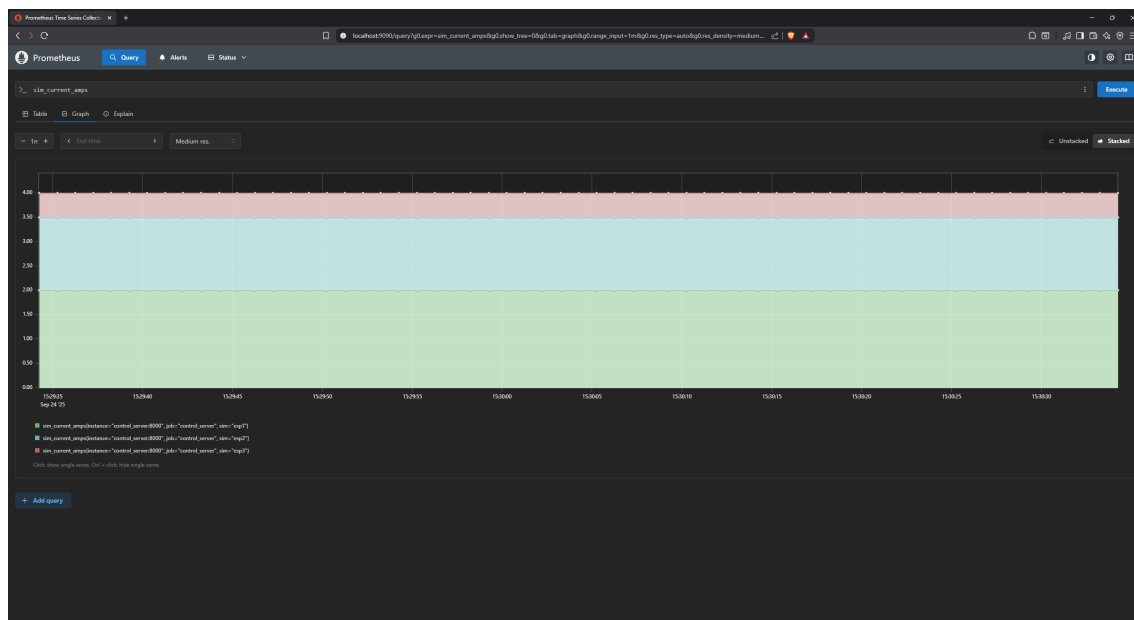 Prometheus Time Series Collecti × +
localhost:9090/query?g0.expr=sim_current_amps&g0.show_tree=0&g0.tab=graph&g0.range_input=1m&g0.res_type=auto&g0.res_density=medium...
Prometheus Query Alerts Status
>_ sim_current_amps Execute
Table Graph Explain
− 1m + < End time > Medium res. Unstacked Stacked
4.00
3.50
3.00
2.50
2.00
1.50
1.00
0.50
0.00
15:29:35 15:29:40 15:29:45 15:29:50 15:29:55 15:30:00 15:30:05 15:30:10 15:30:15 15:30:20 15:30:25 15:30:30
Sep 24 '25
sim_current_amps{instance="control_server:8000", job="control_server", sim="esp1"}
sim_current_amps{instance="control_server:8000", job="control_server", sim="esp2"}
sim_current_amps{instance="control_server:8000", job="control_server", sim="esp3"}
Click: show single series, Ctrl + click: hide single series
+ Add query